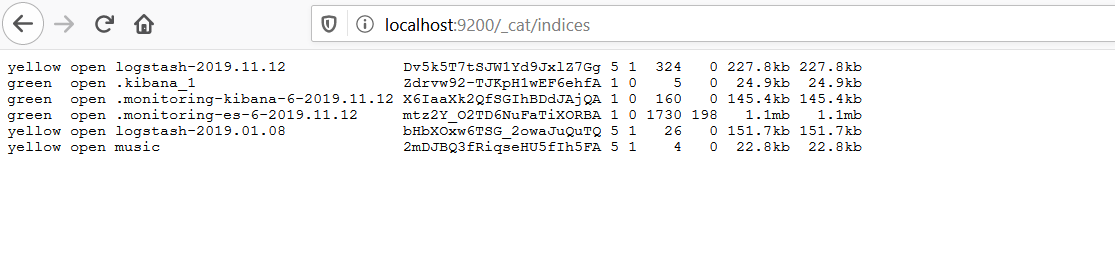 localhost:9200/_cat/indices
yellow open logstash-2019.11.12 Dv5k5T7tSJW1Yd9JxlZ7Gg 5 1 324 0 227.8kb 227.8kb
green open .kibana_1 Zdrvw92-TJKpH1wEF6ehfA 1 0 5 0 24.9kb 24.9kb
green open .monitoring-kibana-6-2019.11.12 X6IaaXk2QfSGIhBDdJAjQA 1 0 160 0 145.4kb 145.4kb
green open .monitoring-es-6-2019.11.12 mtz2Y_O2TD6NuFaTiXORBA 1 0 1730 198 1.1mb 1.1mb
yellow open logstash-2019.01.08 bHbXOxw6TSG_2owaJuQuTQ 5 1 26 0 151.7kb 151.7kb
yellow open music 2mDJBQ3fRiqseHU5fIh5FA 5 1 4 0 22.8kb 22.8kb